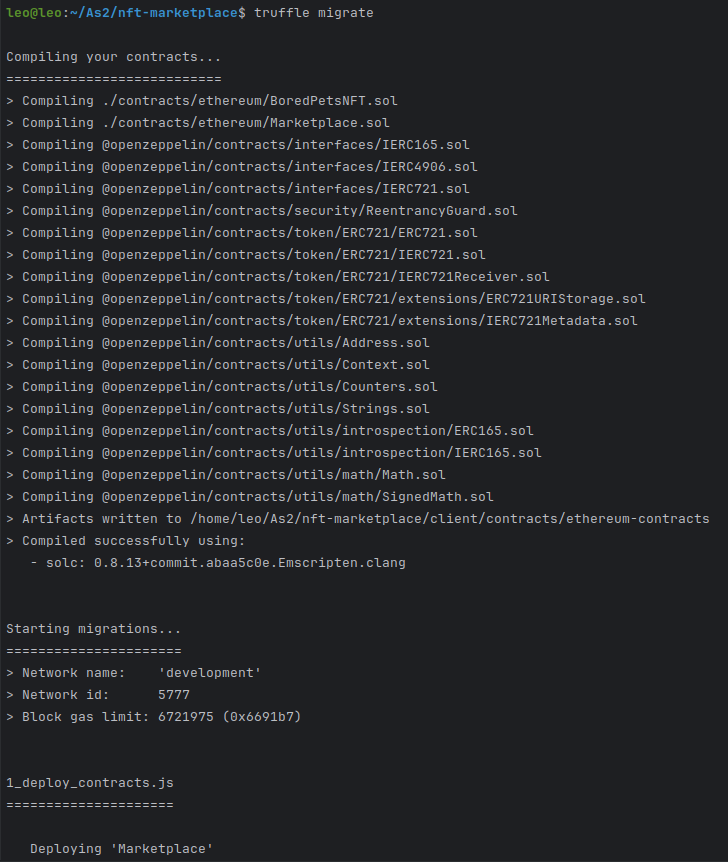 leo@leo:~/As2/nft-marketplace$ truffle migrate
Compiling your contracts...
===========================
> Compiling ./contracts/ethereum/BoredPetsNFT.sol
> Compiling ./contracts/ethereum/Marketplace.sol
> Compiling @openzeppelin/contracts/interfaces/IERC165.sol
> Compiling @openzeppelin/contracts/interfaces/IERC4906.sol
> Compiling @openzeppelin/contracts/interfaces/IERC721.sol
> Compiling @openzeppelin/contracts/security/ReentrancyGuard.sol
> Compiling @openzeppelin/contracts/token/ERC721/ERC721.sol
> Compiling @openzeppelin/contracts/token/ERC721/IERC721.sol
> Compiling @openzeppelin/contracts/token/ERC721/IERC721Receiver.sol
> Compiling @openzeppelin/contracts/token/ERC721/extensions/ERC721URIStorage.sol
> Compiling @openzeppelin/contracts/token/ERC721/extensions/IERC721Metadata.sol
> Compiling @openzeppelin/contracts/utils/Address.sol
> Compiling @openzeppelin/contracts/utils/Context.sol
> Compiling @openzeppelin/contracts/utils/Counters.sol
> Compiling @openzeppelin/contracts/utils/Strings.sol
> Compiling @openzeppelin/contracts/utils/introspection/ERC165.sol
> Compiling @openzeppelin/contracts/utils/introspection/IERC165.sol
> Compiling @openzeppelin/contracts/utils/math/Math.sol
> Compiling @openzeppelin/contracts/utils/math/SignedMath.sol
> Artifacts written to /home/leo/As2/nft-marketplace/client/contracts/ethereum-contracts
> Compiled successfully using:
   - solc: 0.8.13+commit.abaa5c0e.Emscripten.clang
Starting migrations...
======================
> Network name:    'development'
> Network id:      5777
> Block gas limit: 6721975 (0x6691b7)
1_deploy_contracts.js
=====================
   Deploying 'Marketplace'